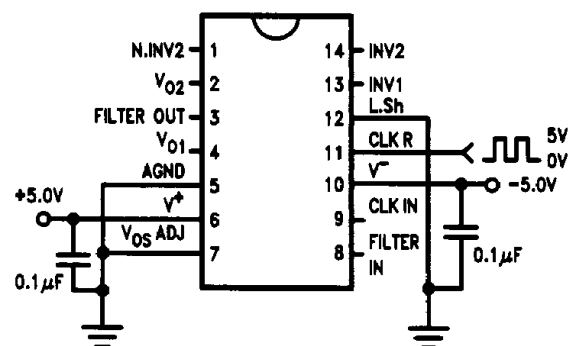 N.INV2 1 14 INV2
V02 2 13 INV1
FILTER OUT 3 12 L.Sh
V01 4 11 CLK R 5V
0V
AGND 5 10 V- -5.0V
+5.0V V+ 6 9 CLK IN
VOS ADJ 7 8 FILTER IN
0.1µF 0.1µF